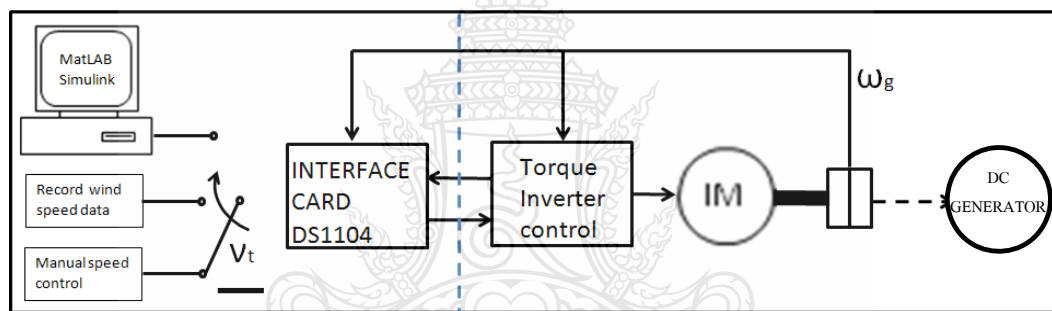 MatLAB
Simulink
Record wind
speed data
Manual speed
control
Vt
INTERFACE
CARD
DS1104
Torque
Inverter
control
IM
ωg
DC
GENERATOR